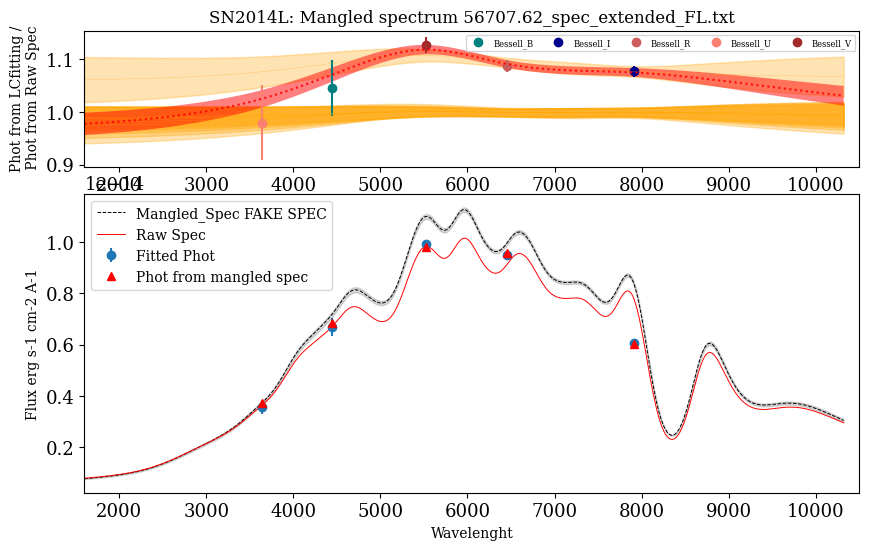 SN2014L: Mangled spectrum 56707.62_spec_extended_FL.txt
Phot from LCfitting /
Phot from Raw Spec
1.1
1.0
0.9
Bessell_B
Bessell_I
Bessell_R
Bessell_U
Bessell_V
2000 3000 4000 5000 6000 7000 8000 9000 10000
1e−14
Flux erg s-1 cm-2 A-1
1.0
0.8
0.6
0.4
0.2
Mangled_Spec FAKE SPEC
Raw Spec
Fitted Phot
Phot from mangled spec
2000 3000 4000 5000 6000 7000 8000 9000 10000
Wavelenght